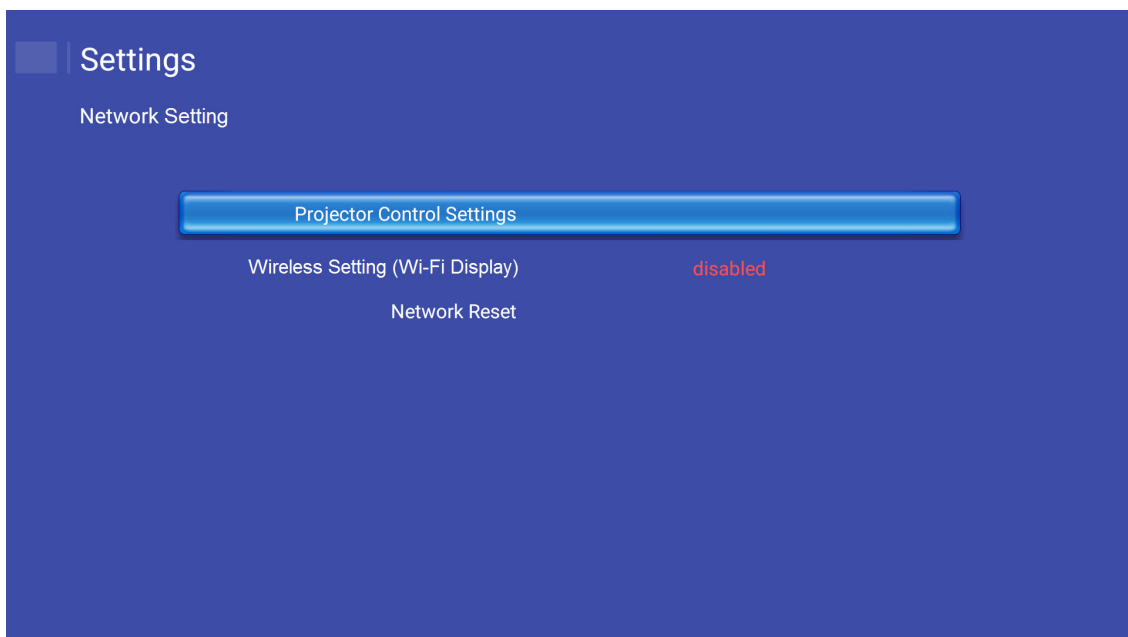 Settings
Network Setting
Projector Control Settings
Wireless Setting (Wi-Fi Display) disabled
Network Reset